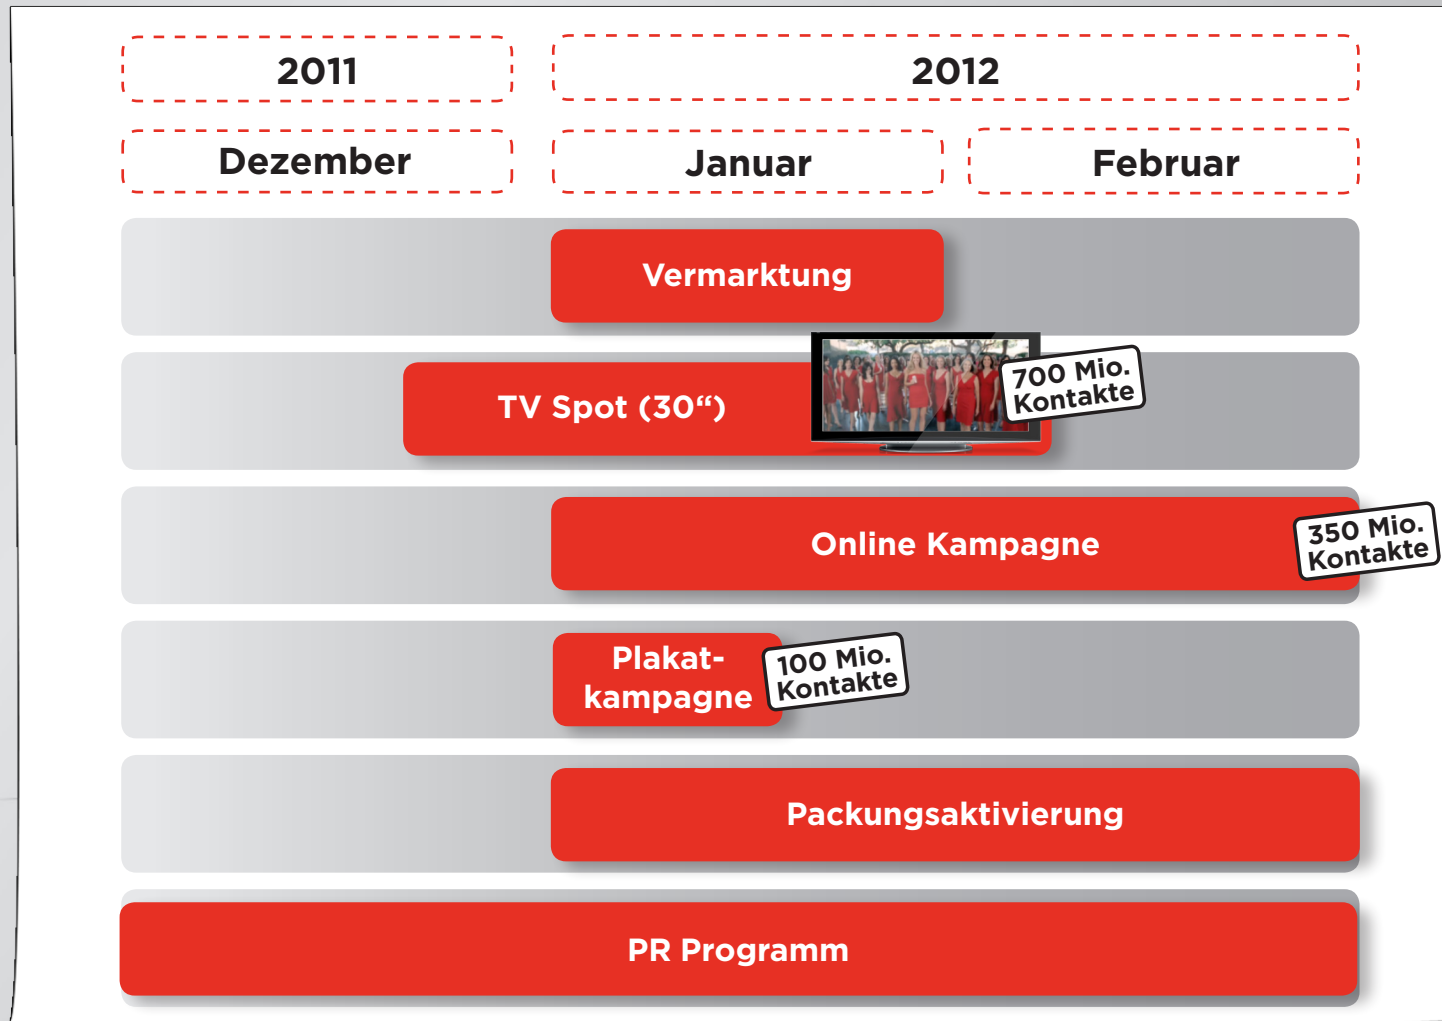 2011
2012
Dezember
Januar
Februar
Vermarktung
TV Spot (30“)
700 Mio.
Kontakte
Online Kampagne
350 Mio.
Kontakte
Plakat-
kampagne
100 Mio.
Kontakte
Packungsaktivierung
PR Programm